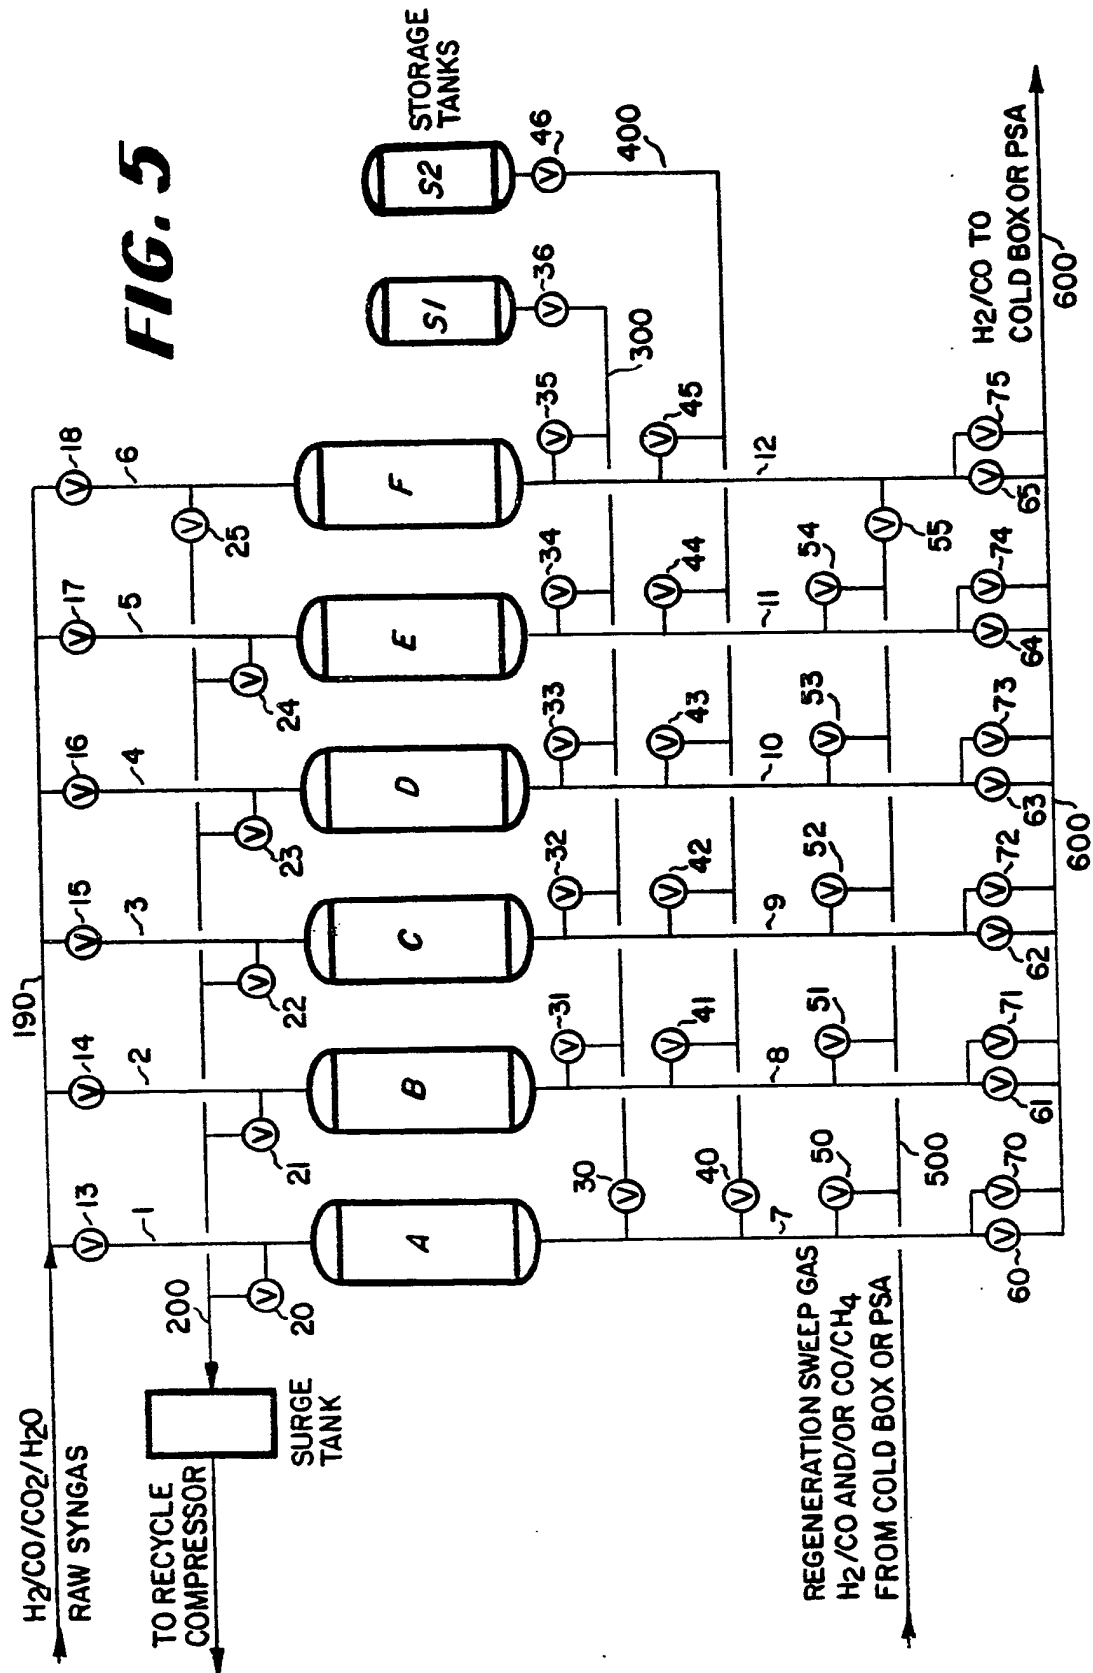 FIG. 5
H2/CO/CO2/H2O
RAW SYNGAS
190
13
14
15
16
17
18
1
2
3
4
5
6
TO RECYCLE
COMPRESSOR
SURGE
TANK
200
20
21
22
23
24
25
V V V V V V
V V V V V V
A
B
C
D
E
F
S1
S2
STORAGE
TANKS
30
31
32
33
34
35
36
V V V V V V V
300
40
41
42
43
44
45
46
V V V V V V V
400
7
8
9
10
11
12
50
51
52
53
54
55
V V V V V V
500
REGENERATION SWEEP GAS
H2/CO AND/OR CO/CH4
FROM COLD BOX OR PSA
60
70
61
71
62
72
63
73
64
74
65
75
V V V V V V V V V V V V
600
H2/CO TO
COLD BOX OR PSA
600